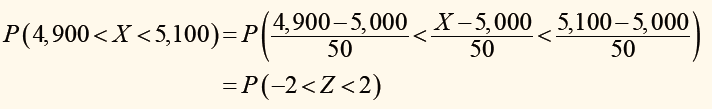 P(4,900 < X < 5,100) = P((4,900−5,000)/50 < (X−5,000)/50 < (5,100−5,000)/50)
= P(−2 < Z < 2)